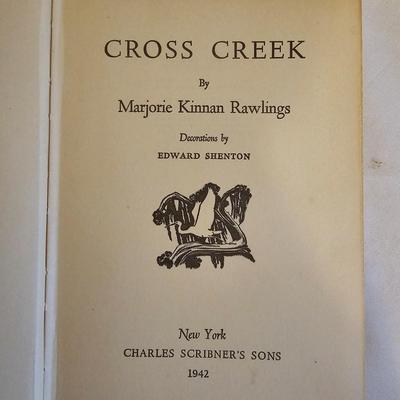 CROSS CREEK
By
Marjorie Kinnan Rawlings
Decorations by
EDWARD SHENTON
New York
CHARLES SCRIBNER'S SONS
1942